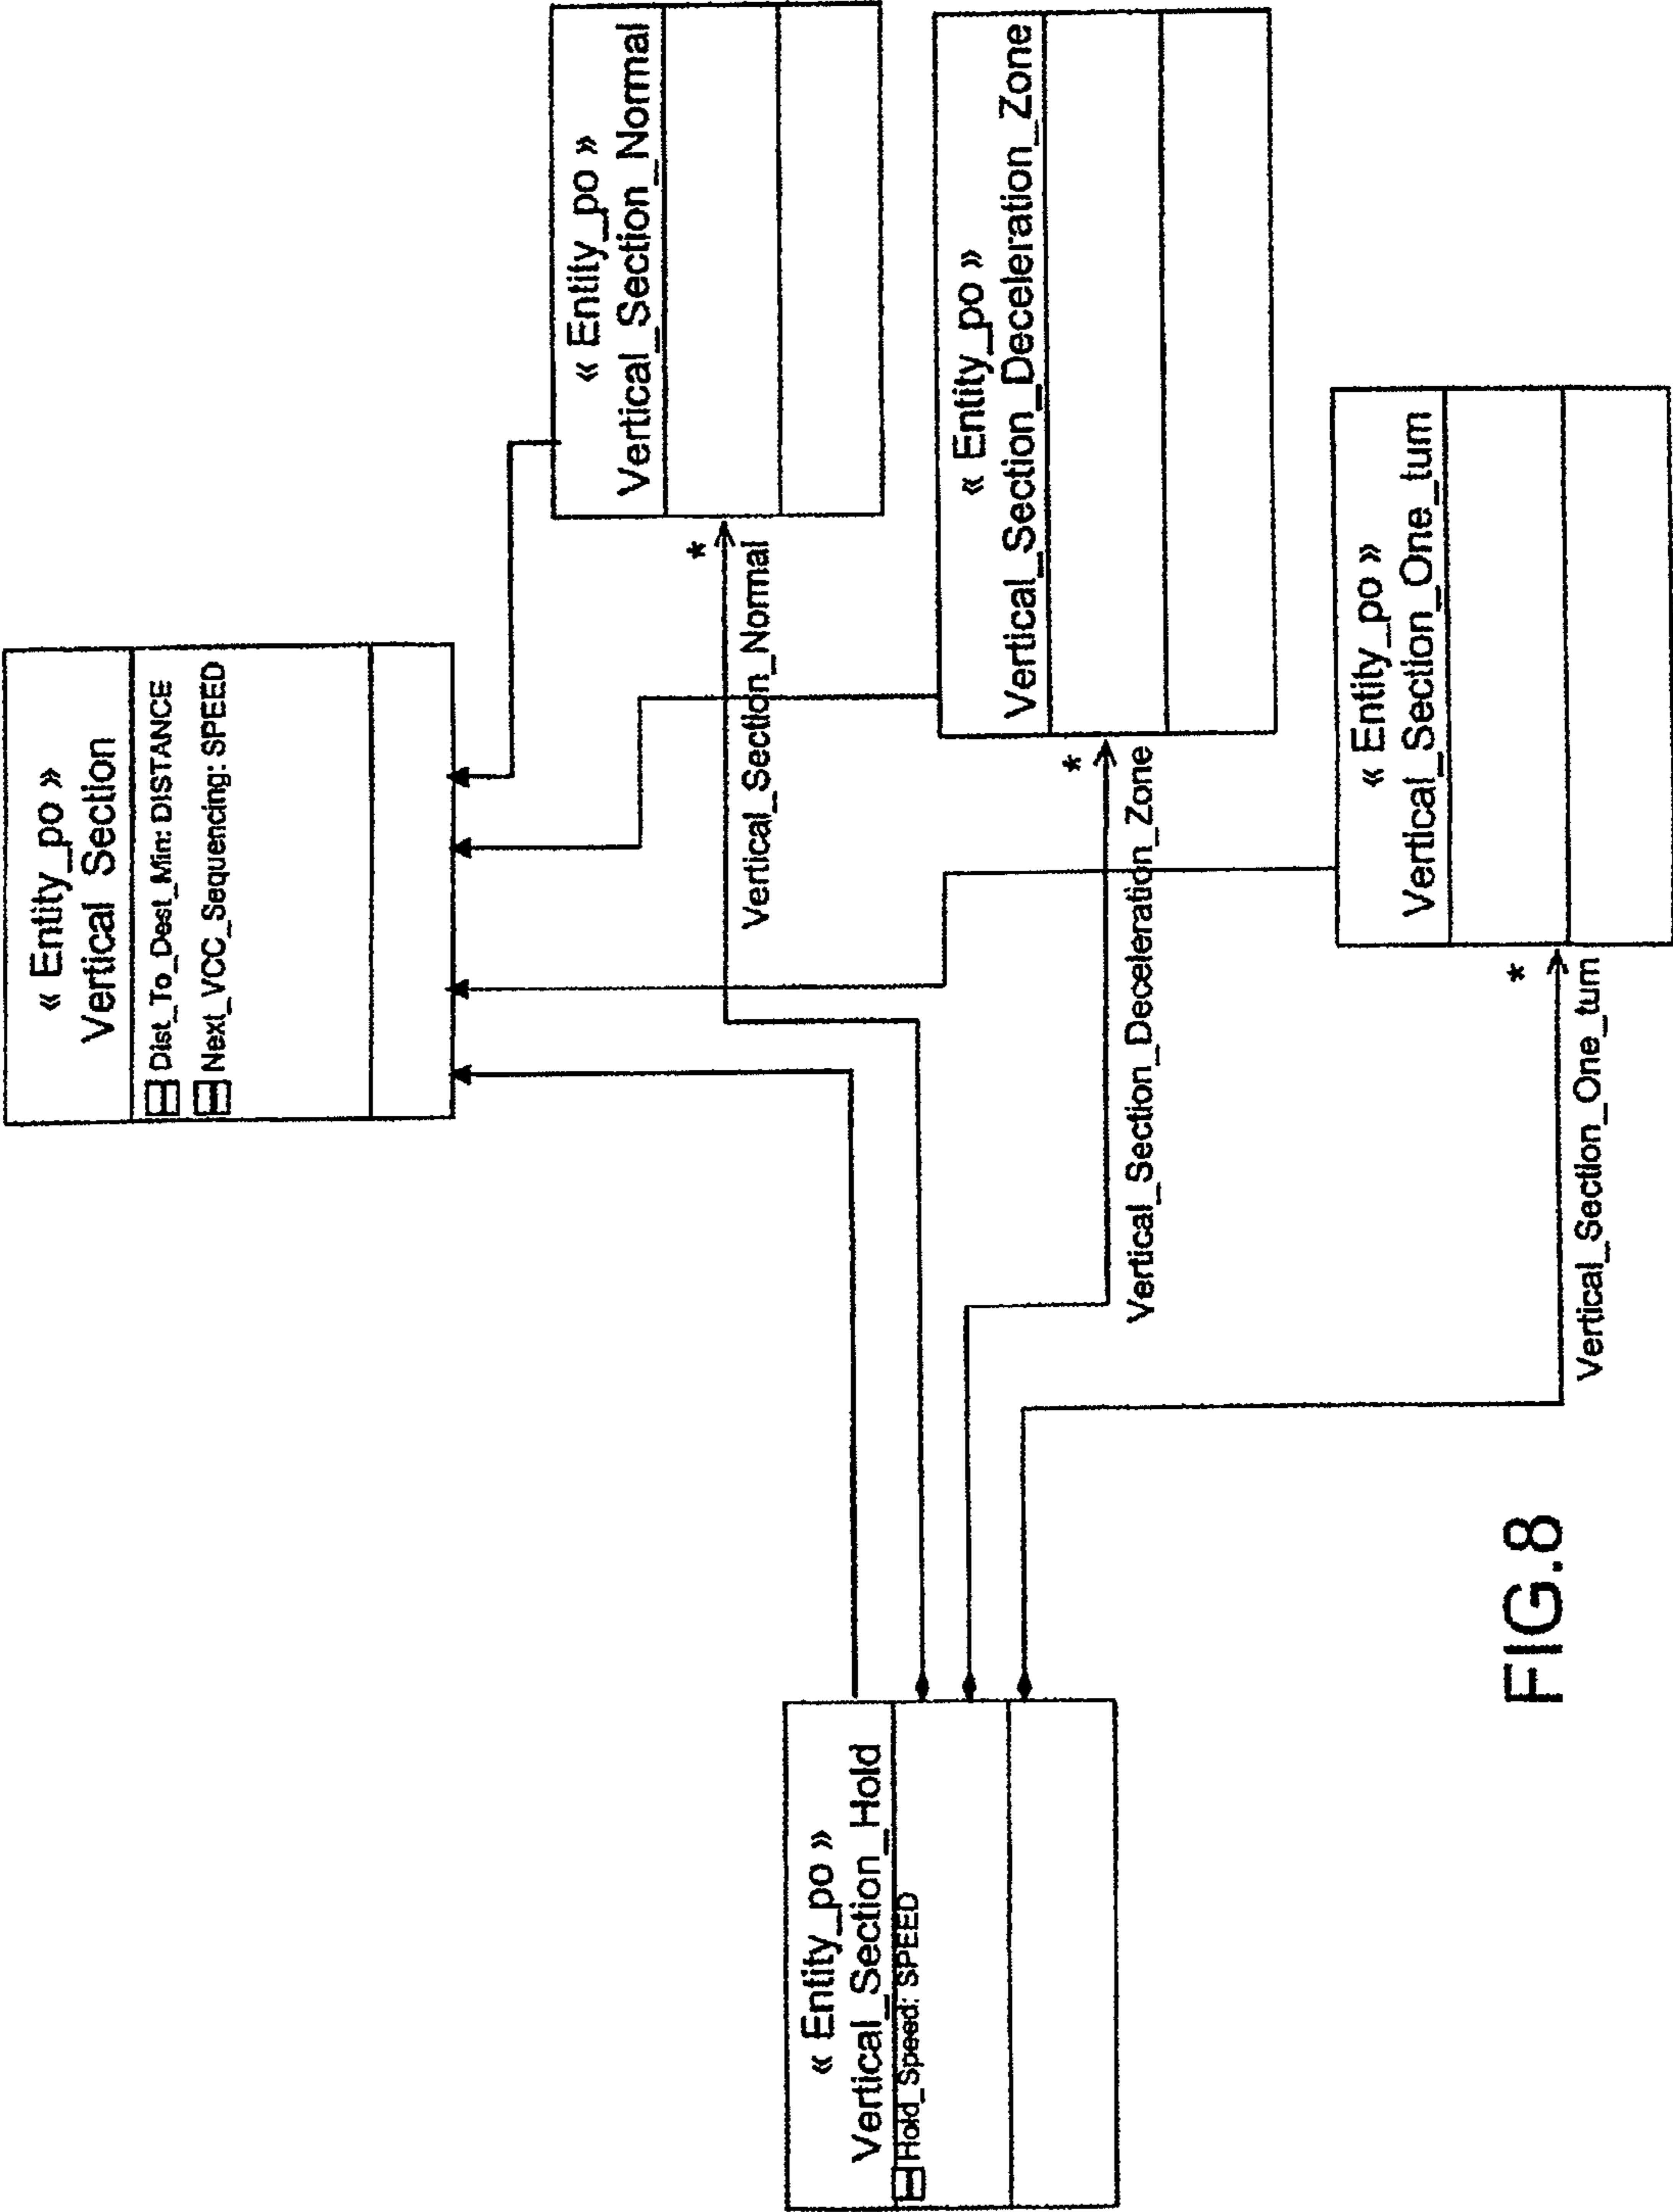 « Entity_po »
Vertical_Section
Dist_To_Dest_Min: DISTANCE
Next_VCC_Sequencing: SPEED
« Entity_po »
Vertical_Section_Hold
Hold_Speed: SPEED
« Entity_po »
Vertical_Section_Normal
*
Vertical_Section_Normal
« Entity_po »
Vertical_Section_Deceleration_Zone
*
Vertical_Section_Deceleration_Zone
« Entity_po »
Vertical_Section_One_turn
*
Vertical_Section_One_turn
FIG.8